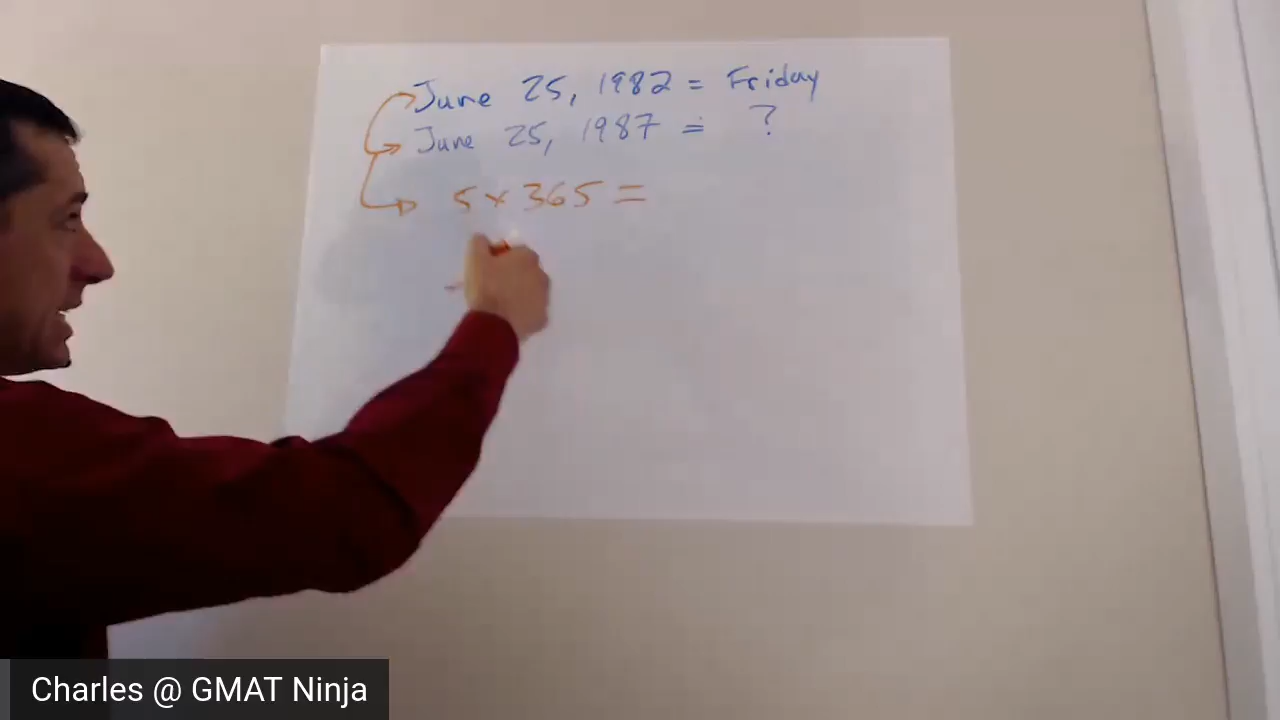 June 25, 1982 = Friday
June 25, 1987 = ?
5 x 365 =
Charles @ GMAT Ninja